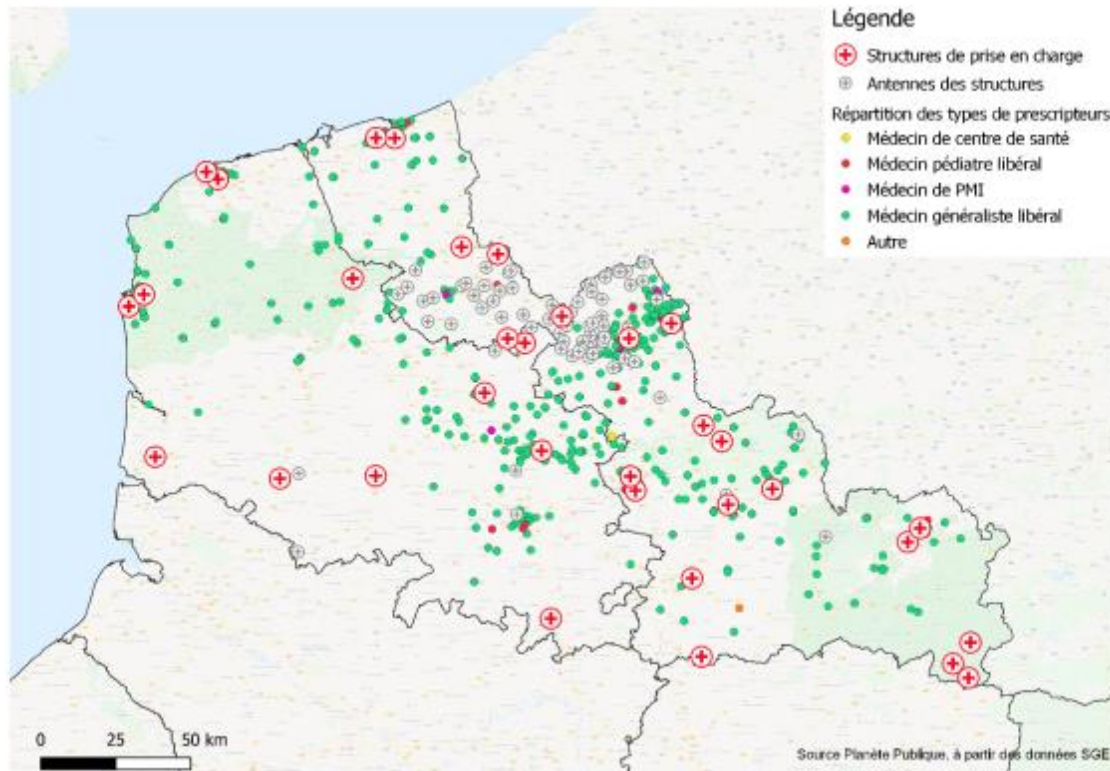 Légende
Structures de prise en charge
Antennes des structures
Répartition des types de prescripteurs
Médecin de centre de santé
Médecin pédiatre libéral
Médecin de PMI
Médecin généraliste libéral
Autre
0 25 50 km
Source Planète Publique, à partir des données SGE